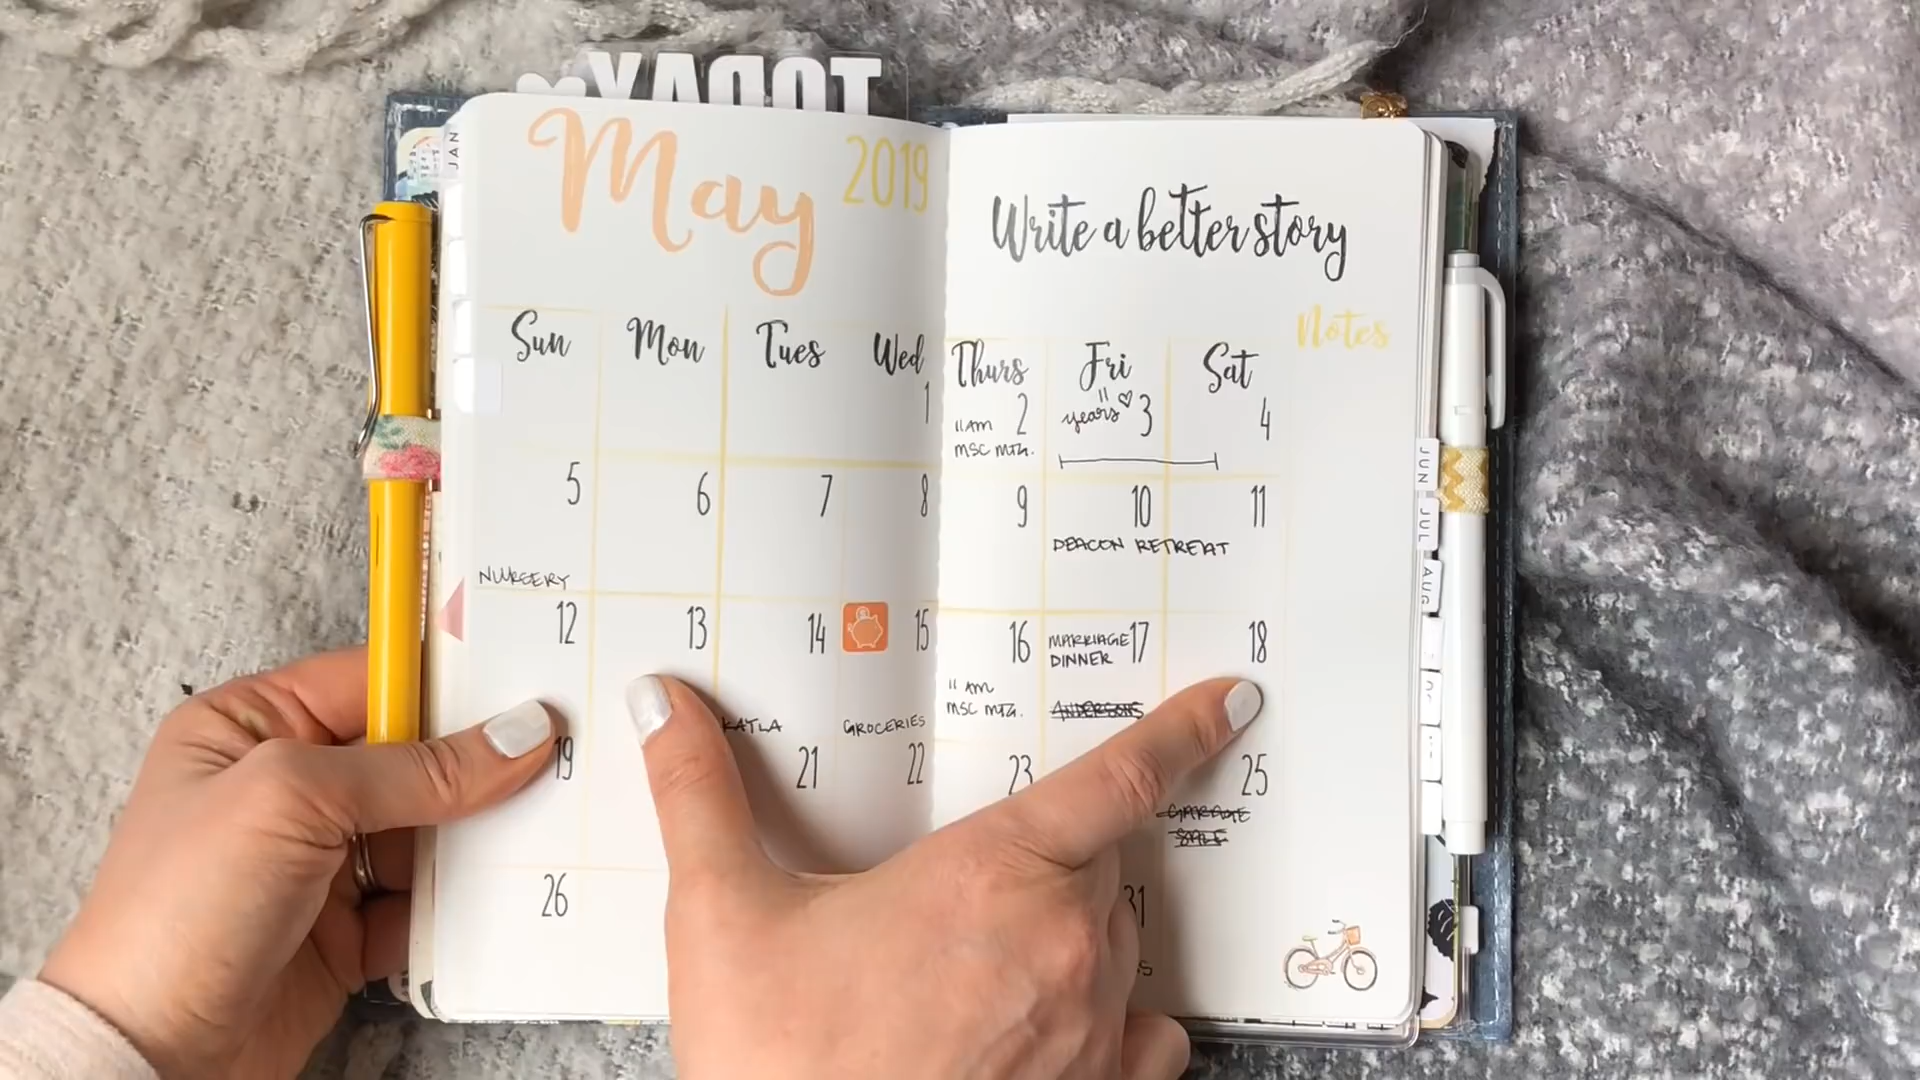 TODAY
JAN
May 2019
Write a better story
Notes
Sun Mon Tues Wed Thurs Fri Sat
1 2 3 4
11 years
11AM
MSC MTG.
5 6 7 8 9 10 11
DEACON RETREAT
NURSERY
12 13 14 15 16 17 18
MARRIAGE
DINNER
11 AM
MSC MTG.
ANDERSONS
KAYLA
GROCERIES
19 21 22 23 25
GARAGE
SALE
26 31
JUN
JUL
AUG